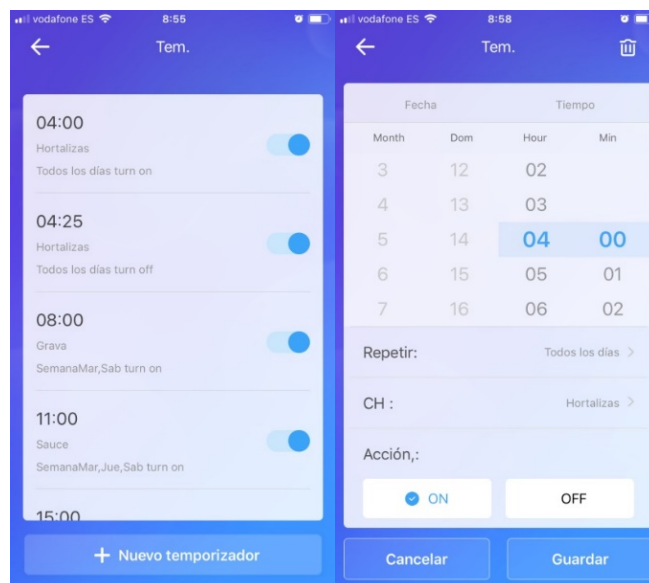 vodafone ES 8:55
Tem.
04:00
Hortalizas
Todos los días turn on
04:25
Hortalizas
Todos los días turn off
08:00
Grava
SemanaMar,Sab turn on
11:00
Sauce
SemanaMar,Jue,Sab turn on
15:00
+ Nuevo temporizador
vodafone ES 8:58
Tem.
Fecha Tiempo
Month Dom Hour Min
3 12 02
4 13 03
5 14 04 00
6 15 05 01
7 16 06 02
Repetir: Todos los días >
CH : Hortalizas >
Acción,:
ON OFF
Cancelar Guardar